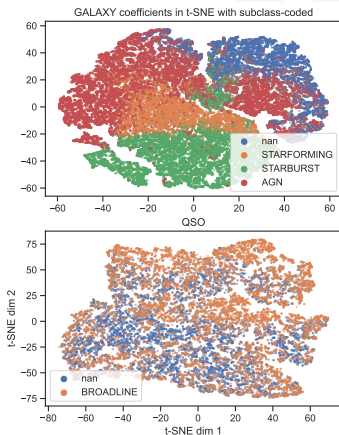 GALAXY coefficients in t-SNE with subclass-coded
60
40
20
0
−20
−40
−60
nan
STARFORMING
STARBURST
AGN
−60 −40 −20 0 20 40 60
QSO
75
50
25
0
−25
−50
−75
t-SNE dim 2
nan
BROADLINE
−80 −60 −40 −20 0 20 40 60
t-SNE dim 1